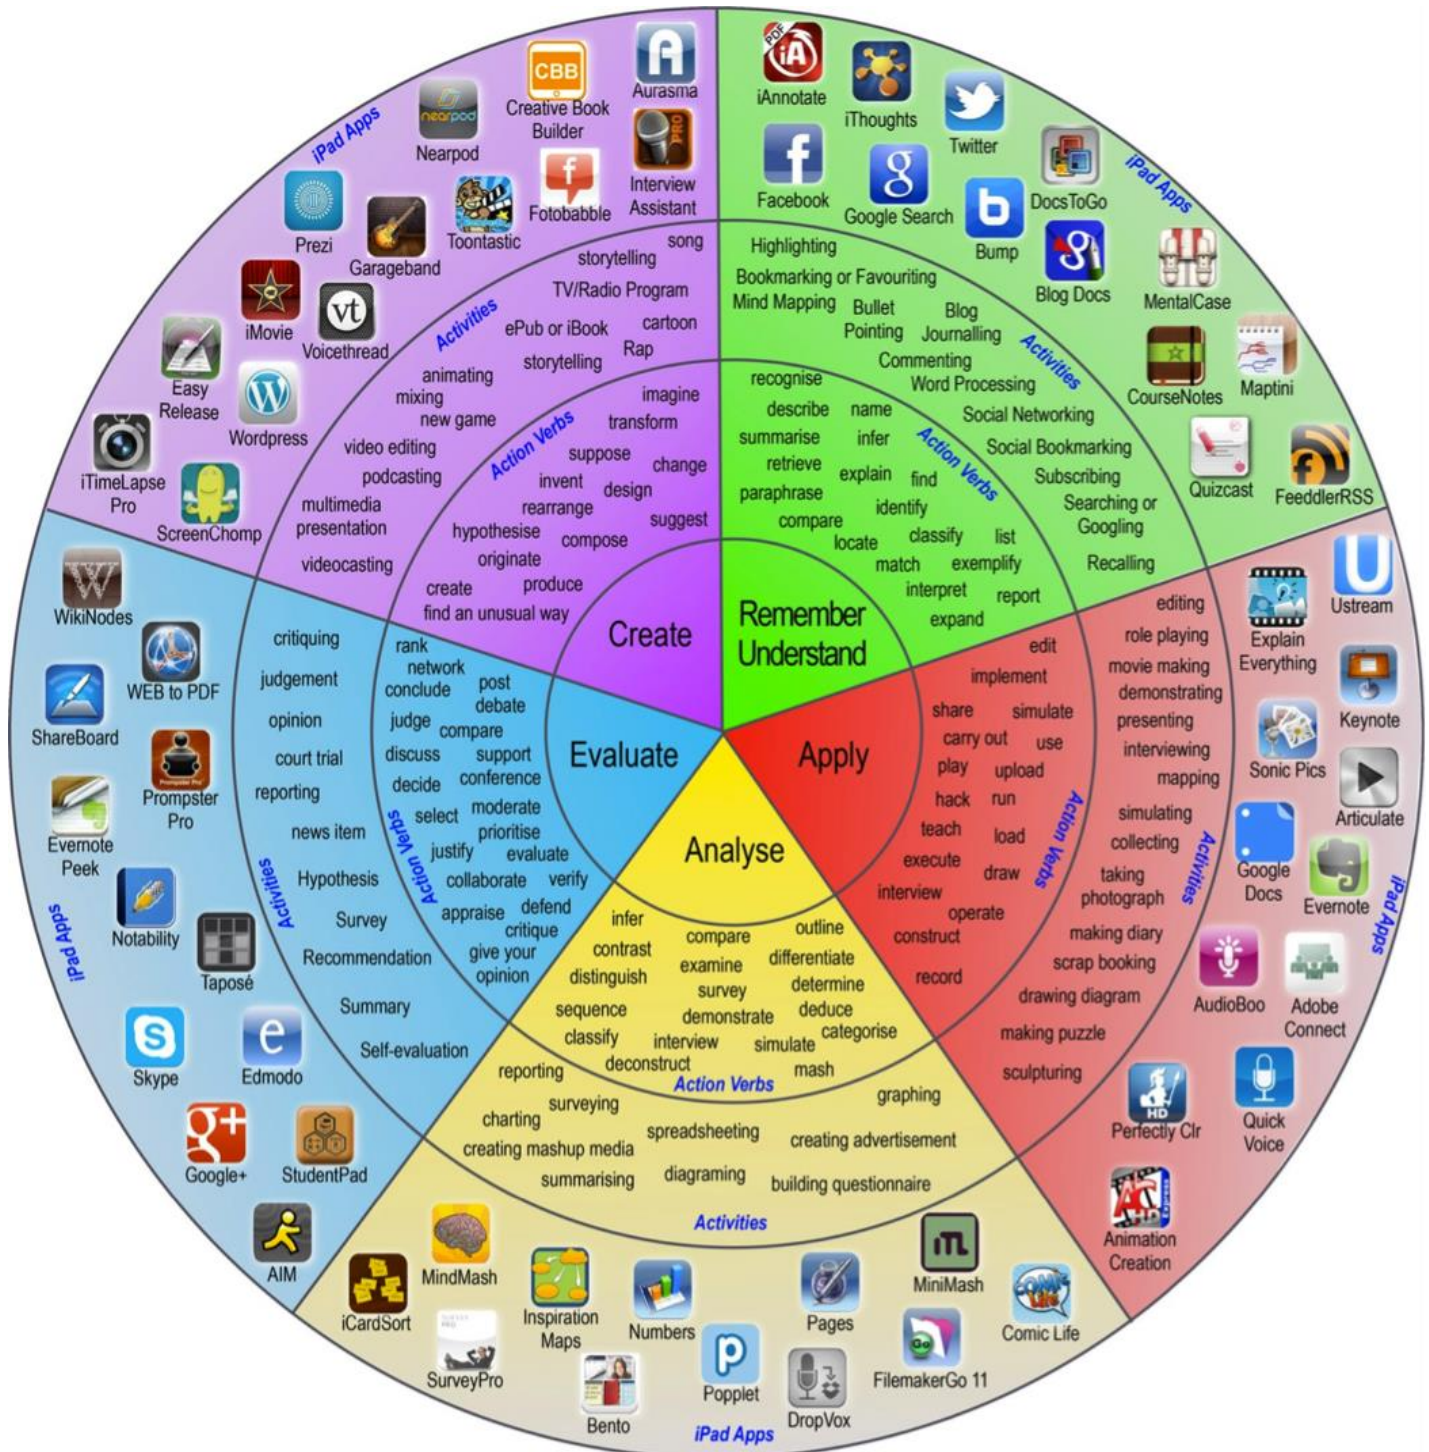 iPad Apps
Aurasma
CBB
Creative Book
Builder
nearpod
Nearpod
PRO
Interview
Assistant
Fotobabble
Toontastic
Garageband
Prezi
iMovie
vt
Voicethread
Easy
Release
Wordpress
iTimeLapse
Pro
ScreenChomp
Activities
song
storytelling
TV/Radio Program
ePub or iBook
cartoon
storytelling
Rap
animating
mixing
new game
video editing
podcasting
multimedia
presentation
videocasting
Action Verbs
imagine
transform
suppose
change
invent
design
rearrange
suggest
hypothesise
compose
originate
create
produce
find an unusual way
Create
iPad Apps
PDF
iA
iAnnotate
iThoughts
Twitter
DocsToGo
Facebook
Google Search
Bump
Blog Docs
MentalCase
CourseNotes
Maptini
Quizcast
FeeddlerRSS
Activities
Highlighting
Bookmarking or Favouriting
Mind Mapping
Bullet
Pointing
Blog
Journalling
Commenting
Word Processing
Social Networking
Social Bookmarking
Subscribing
Searching or
Googling
Recalling
Action Verbs
recognise
describe
name
summarise
infer
retrieve
explain
find
paraphrase
identify
compare
locate
classify
list
match
exemplify
interpret
report
expand
Remember
Understand
iPad Apps
Ustream
Explain
Everything
Keynote
Sonic Pics
Articulate
Google
Docs
Evernote
AudioBoo
Adobe
Connect
HD
Perfectly Clr
Quick
Voice
Animation
Creation
Activities
editing
role playing
movie making
demonstrating
presenting
interviewing
mapping
simulating
collecting
taking
photograph
making diary
scrap booking
drawing diagram
making puzzle
sculpturing
Action Verbs
edit
implement
share
simulate
carry out
use
play
upload
hack
run
teach
load
execute
draw
interview
operate
construct
record
Apply
Analyse
infer
outline
compare
contrast
differentiate
examine
distinguish
survey
determine
sequence
demonstrate
deduce
categorise
classify
interview
simulate
deconstruct
mash
Action Verbs
reporting
graphing
surveying
charting
spreadsheeting
creating advertisement
creating mashup media
summarising
diagraming
building questionnaire
Activities
MindMash
iCardSort
Inspiration
Maps
Numbers
Pages
MiniMash
Comic Life
SurveyPro
Bento
Popplet
DropVox
Go
FilemakerGo 11
iPad Apps
Evaluate
rank
network
conclude
post
debate
judge
compare
discuss
support
conference
decide
moderate
select
prioritise
justify
evaluate
collaborate
verify
appraise
defend
critique
give your
opinion
Action Verbs
critiquing
judgement
opinion
court trial
reporting
news item
Hypothesis
Survey
Recommendation
Summary
Self-evaluation
Activities
WikiNodes
WEB to PDF
ShareBoard
Prompster Pro
Prompster
Pro
Evernote
Peek
Notability
Taposé
Skype
Edmodo
g+
Google+
StudentPad
AIM
iPad Apps